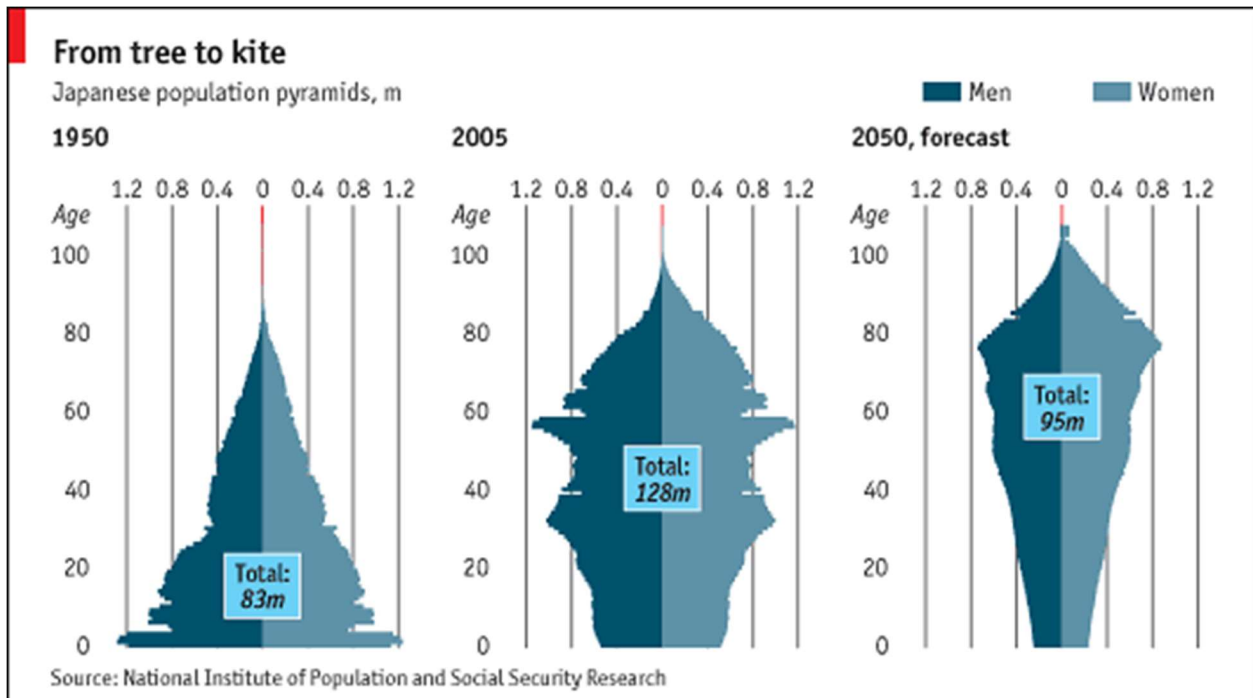 From tree to kite
Japanese population pyramids, m
Men Women
1950
1.2 0.8 0.4 0 0.4 0.8 1.2
Age
100
80
60
40
20
0
Total:
83m
2005
1.2 0.8 0.4 0 0.4 0.8 1.2
Age
100
80
60
40
20
0
Total:
128m
2050, forecast
1.2 0.8 0.4 0 0.4 0.8 1.2
Age
100
80
60
40
20
0
Total:
95m
Source: National Institute of Population and Social Security Research